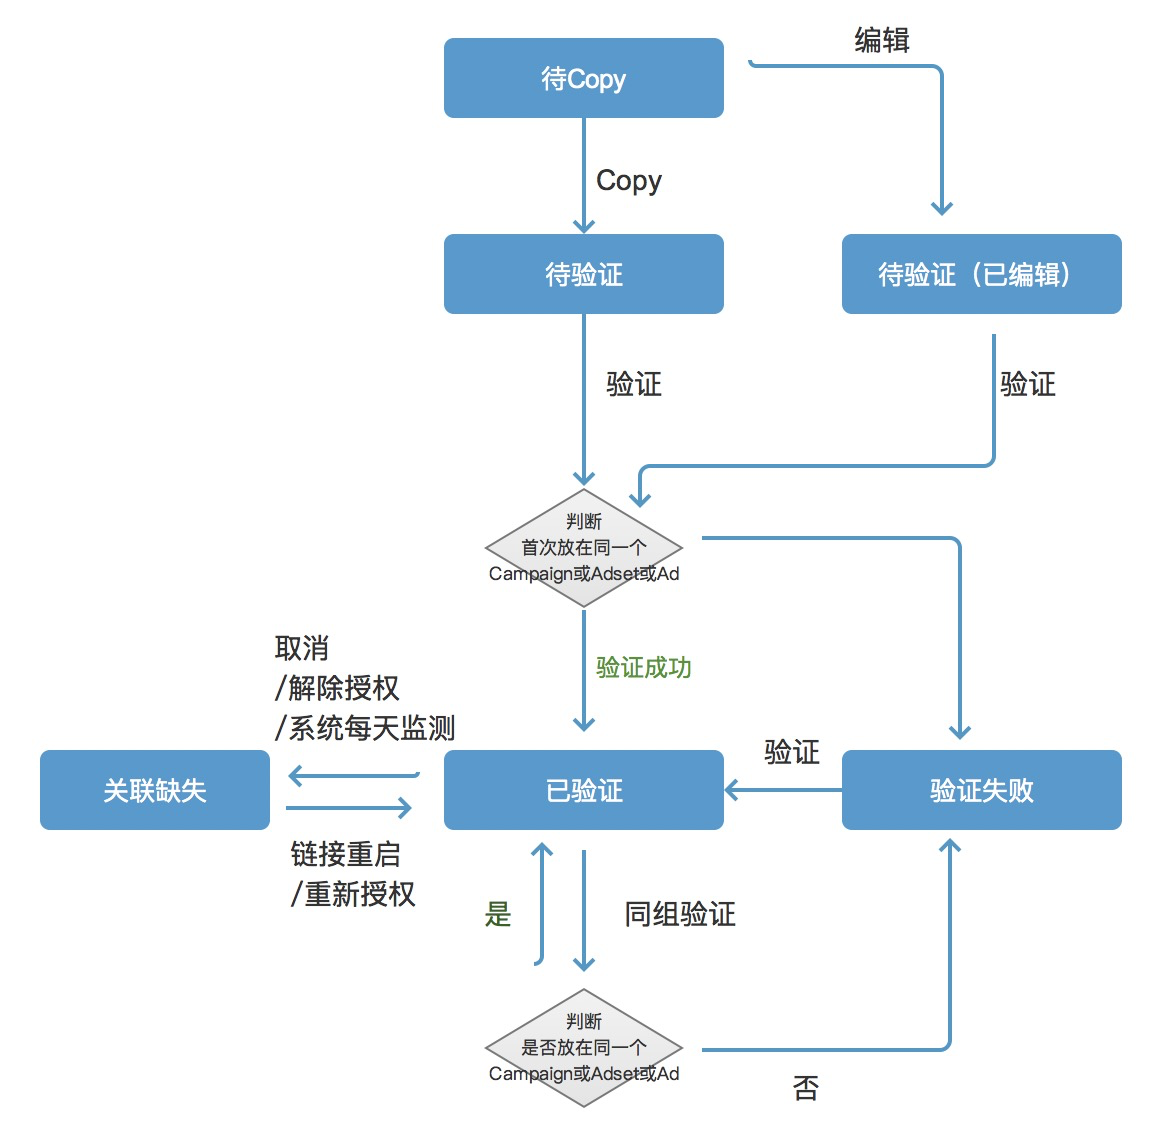 编辑
待Copy
Copy
待验证
待验证（已编辑）
验证
验证
判断
首次放在同一个
Campaign或Adset或Ad
取消
/解除授权
/系统每天监测
验证成功
验证
关联缺失
已验证
验证失败
链接重启
/重新授权
是
同组验证
判断
是否放在同一个
Campaign或Adset或Ad
否